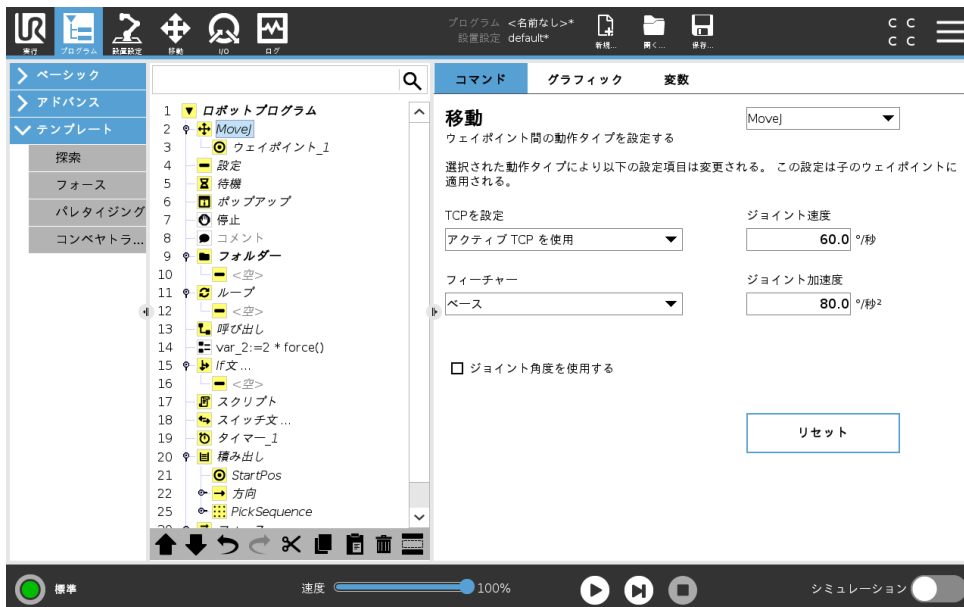 実行
プログラム
設置設定
移動
I/O
ログ
プログラム <名前なし>*
設置設定 default*
新規...
開く...
保存...
C C
C C
ベーシック
アドバンス
テンプレート
探索
フォース
パレタイジング
コンベヤトラ...
1 ロボットプログラム
2 MoveJ
3 ウェイポイント_1
4 設定
5 待機
6 ポップアップ
7 停止
8 コメント
9 フォルダー
10 <空>
11 ループ
12 <空>
13 呼び出し
14 var_2:=2 * force()
15 If文 ...
16 <空>
17 スクリプト
18 スイッチ文 ...
19 タイマー_1
20 積み出し
21 StartPos
22 方向
25 PickSequence
コマンド
グラフィック
変数
移動
MoveJ
ウェイポイント間の動作タイプを設定する
選択された動作タイプにより以下の設定項目は変更される。 この設定は子のウェイポイントに
適用される。
TCPを設定
ジョイント速度
アクティブ TCP を使用
60.0 °/秒
フィーチャー
ジョイント加速度
ベース
80.0 °/秒²
ジョイント角度を使用する
リセット
標準
速度
100%
シミュレーション